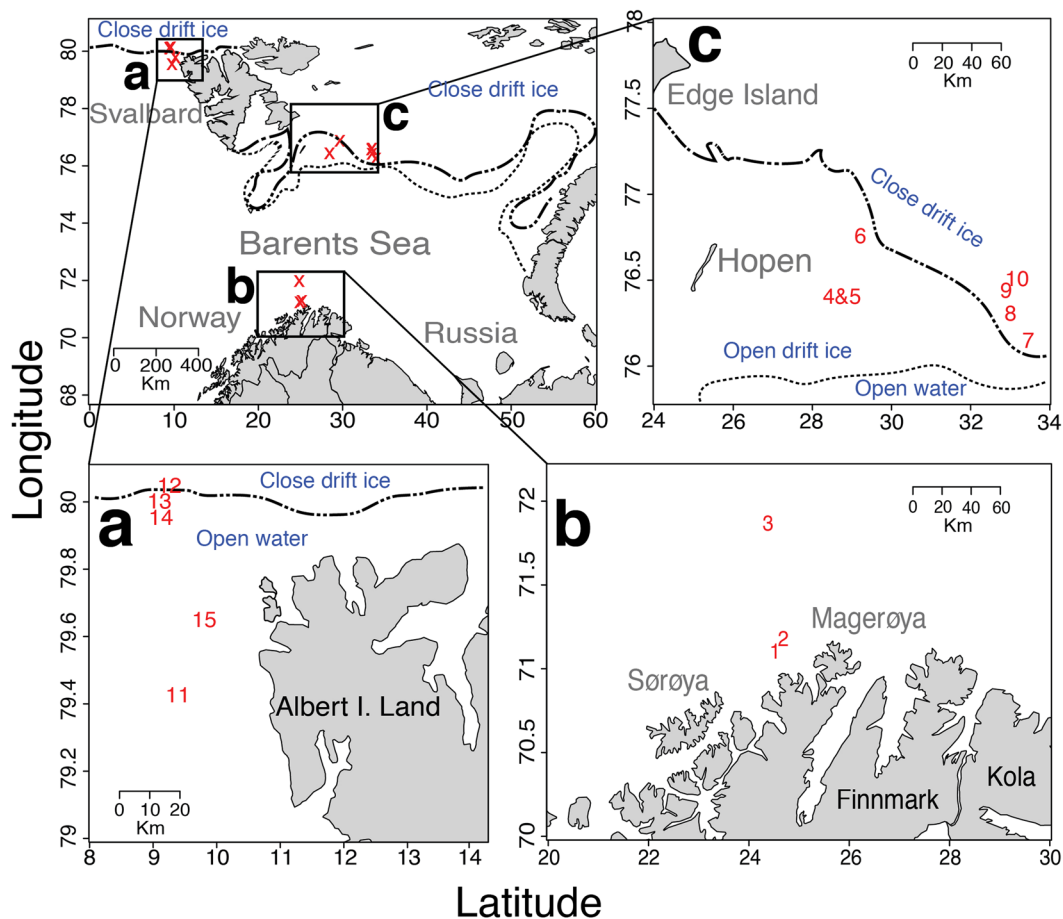 Close drift ice
a
Svalbard
c
Close drift ice
Barents Sea
b
Norway
Russia
0 200 400
Km
80
78
76
74
72
70
68
0 10 20 30 40 50 60
c
0 20 40 60
Km
Edge Island
Close drift ice
6
Hopen
10
9
4&5
8
7
Open drift ice
Open water
78
77.5
77
76.5
76
24 26 28 30 32 34
Longitude
a
Close drift ice
12
13
14
Open water
15
11
Albert I. Land
0 10 20
Km
80
79.8
79.6
79.4
79.2
79
8 9 10 11 12 13 14
b
3
0 20 40 60
Km
2
1
Magerøya
Sørøya
Finnmark
Kola
72
71.5
71
70.5
70
20 22 24 26 28 30
Latitude